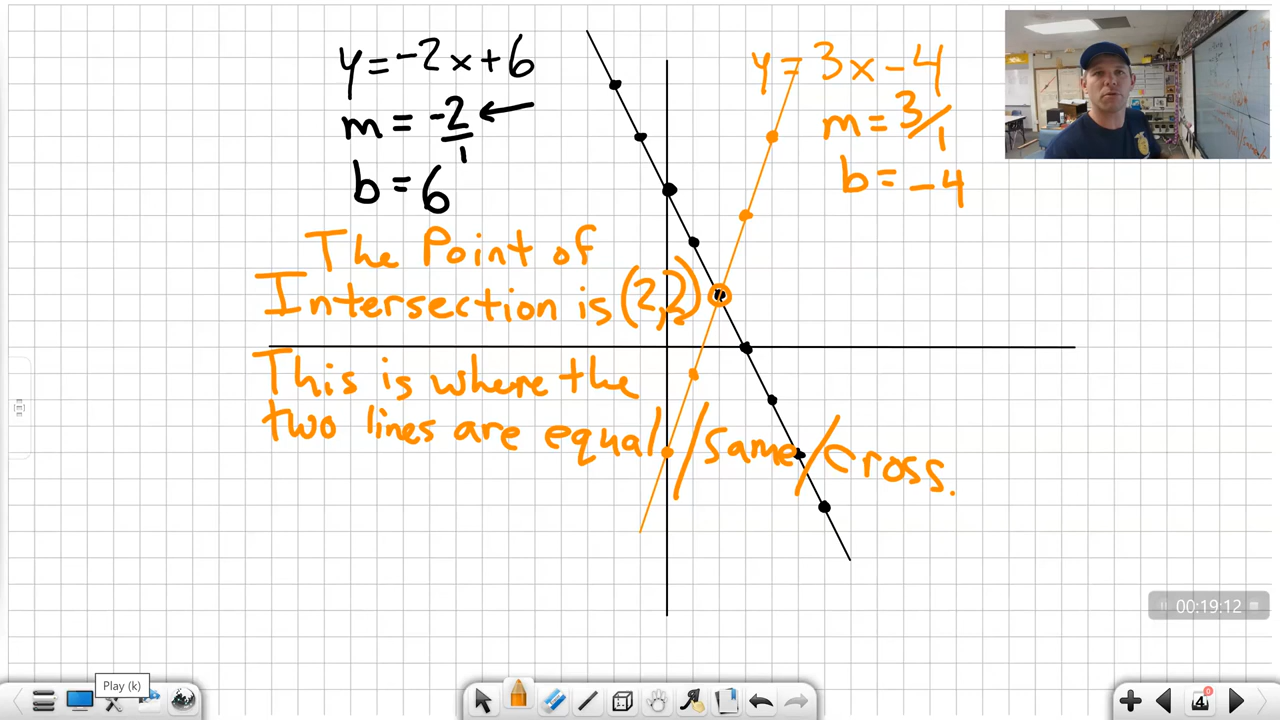 y=-2x+6
m = -2/1
b = 6
y = 3x-4
m = 3/1
b = -4
The Point of
Intersection is (2,2)
This is where the
two lines are equal/same/cross.
00:19:12
Play (k)
0
4